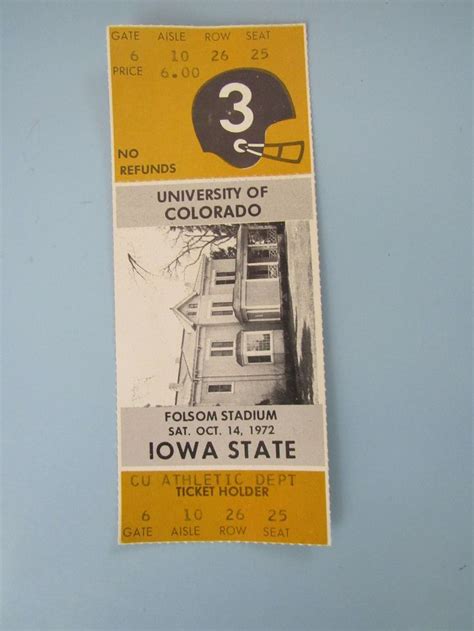 GATE AISLE ROW SEAT
6 10 26 25
PRICE 6.00
3
NO
REFUNDS
UNIVERSITY OF
COLORADO
FOLSOM STADIUM
SAT. OCT. 14, 1972
IOWA STATE
CU ATHLETIC DEPT
TICKET HOLDER
6 10 26 25
GATE AISLE ROW SEAT